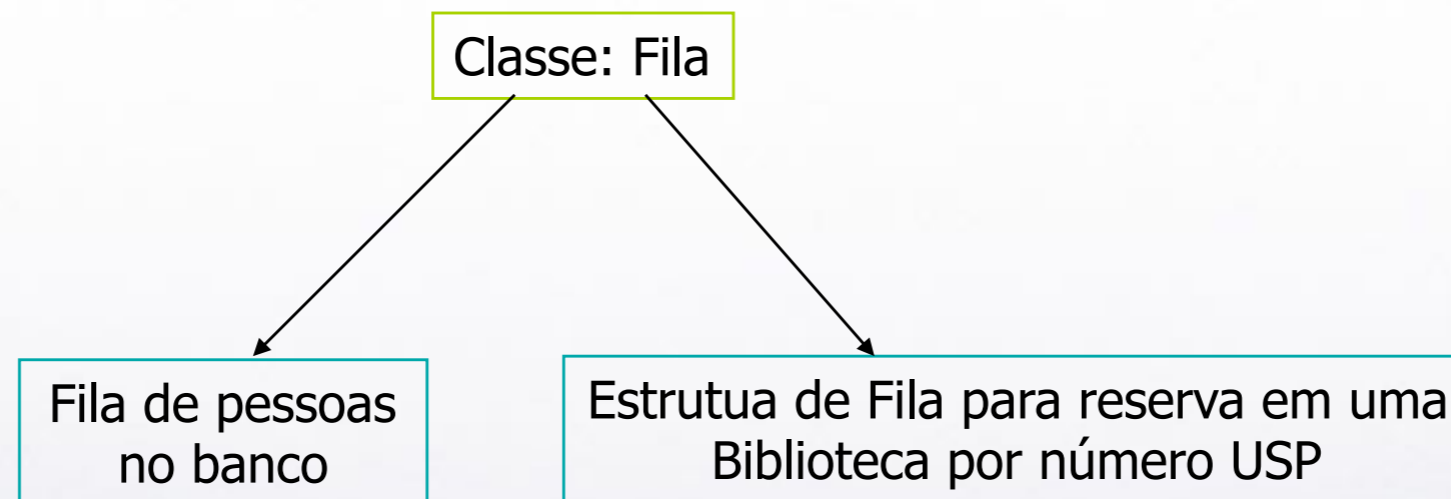 Classe: Fila
Fila de pessoas
no banco
Estrutua de Fila para reserva em uma
Biblioteca por número USP